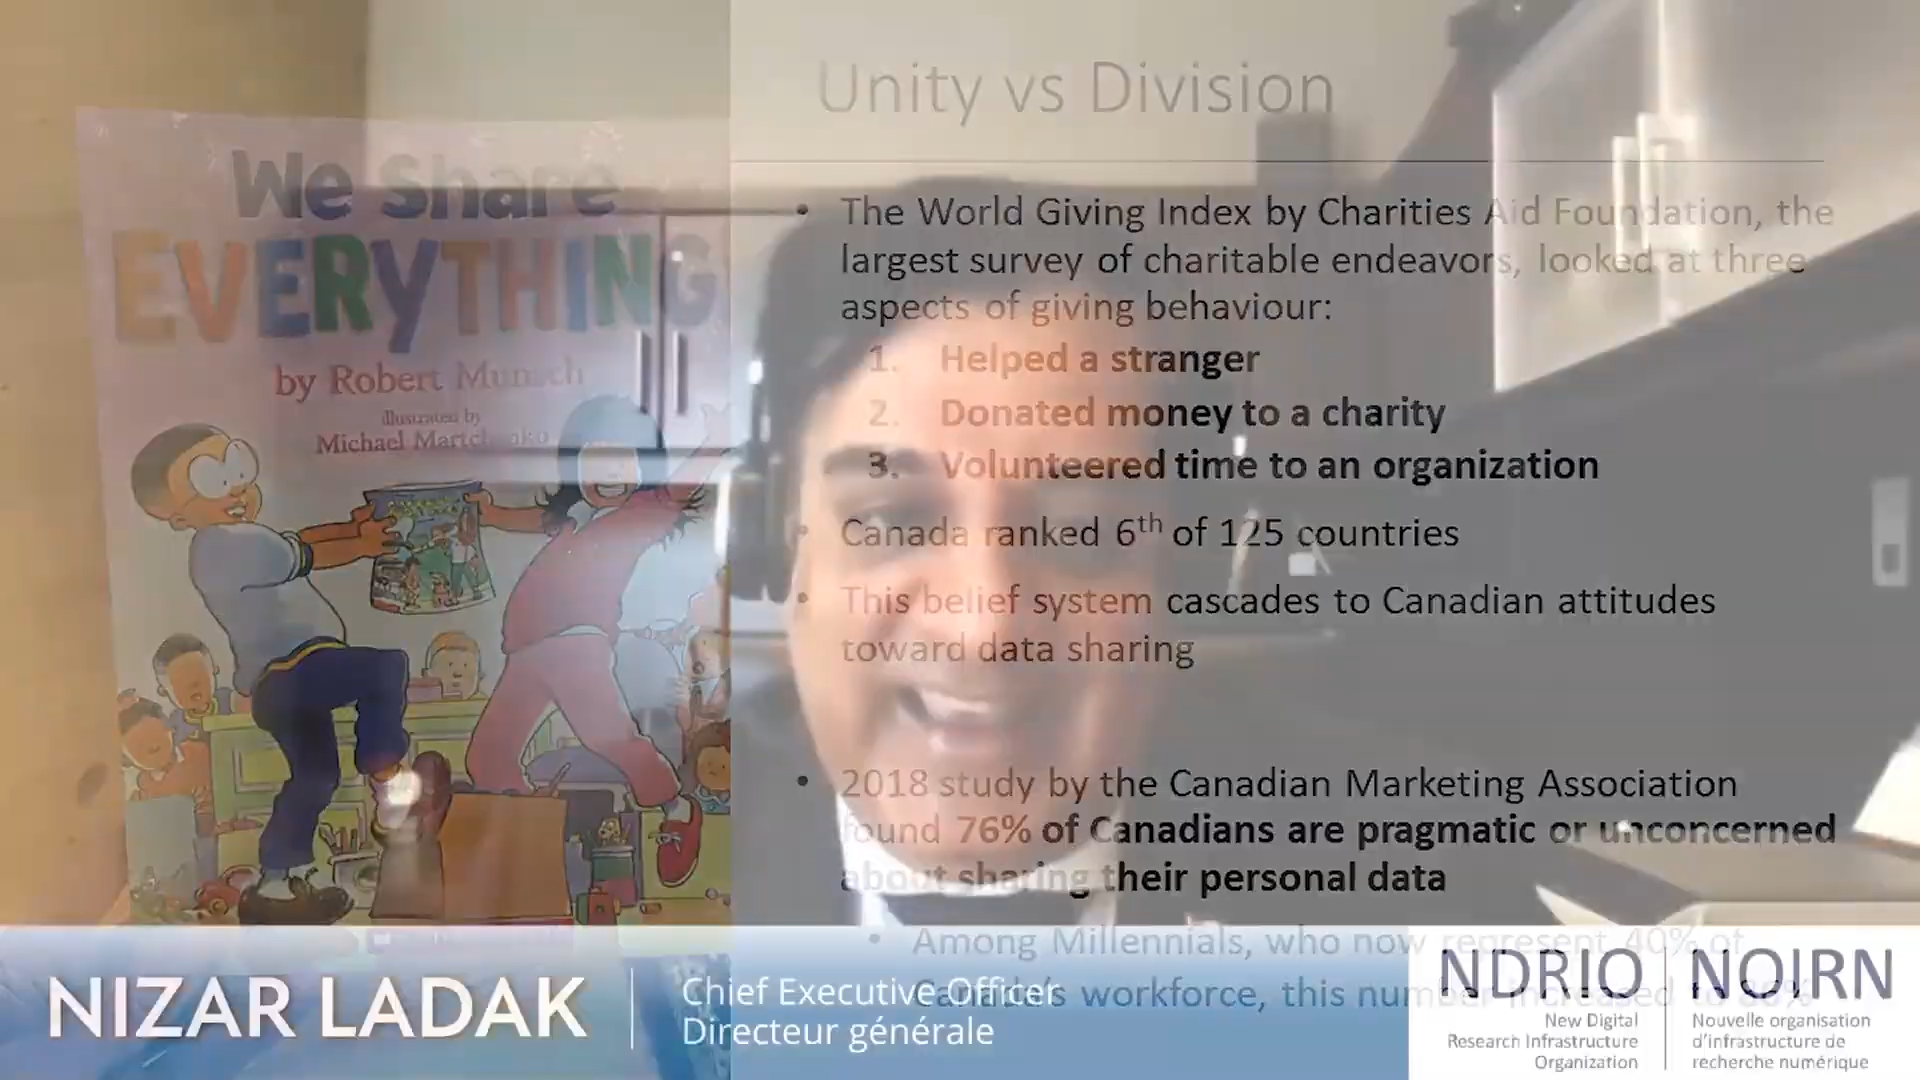 We Share
EVERYTHING
by Robert Munsch
illustrated by
Michael Martchenko
Unity vs Division
• The World Giving Index by Charities Aid Foundation, the
largest survey of charitable endeavors, looked at three
aspects of giving behaviour:
1. Helped a stranger
2. Donated money to a charity
3. Volunteered time to an organization
• Canada ranked 6th of 125 countries
• This belief system cascades to Canadian attitudes
toward data sharing
• 2018 study by the Canadian Marketing Association
found 76% of Canadians are pragmatic or unconcerned
about sharing their personal data
• Among Millennials, who now represent 40% of
Canada's workforce, this number increased to
NIZAR LADAK
Chief Executive Officer
Directeur générale
NDRIO
New Digital
Research Infrastructure
Organization
NOIRN
Nouvelle organisation
d'infrastructure de
recherche numérique